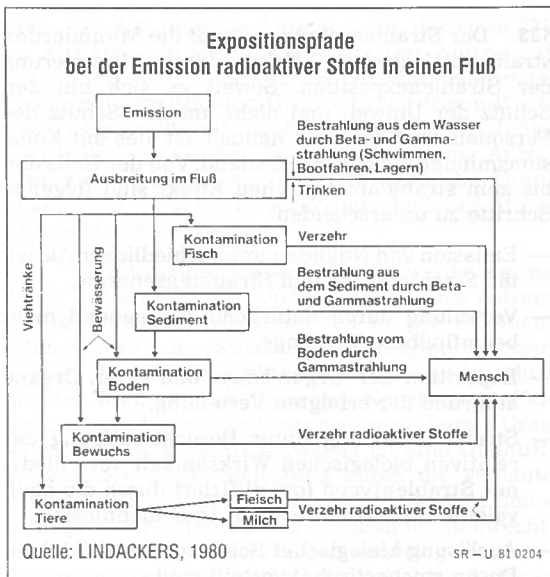 Expositionspfade
bei der Emission radioaktiver Stoffe in einen Fluß
Emission
Bestrahlung aus dem Wasser
durch Beta- und Gamma-
strahlung (Schwimmen,
Bootfahren, Lagern)
Ausbreitung im Fluß
Trinken
Kontamination
Fisch
Verzehr
Viehtränke
Bewässerung
Bestrahlung aus
dem Sediment durch Beta-
und Gammastrahlung
Kontamination
Sediment
Bestrahlung vom
Boden durch
Gammastrahlung
Kontamination
Boden
Mensch
Kontamination
Bewuchs
Verzehr radioaktiver Stoffe
Kontamination
Tiere
Fleisch
Milch
Verzehr radioaktiver Stoffe
Quelle: LINDACKERS, 1980
SR-U 81 0204